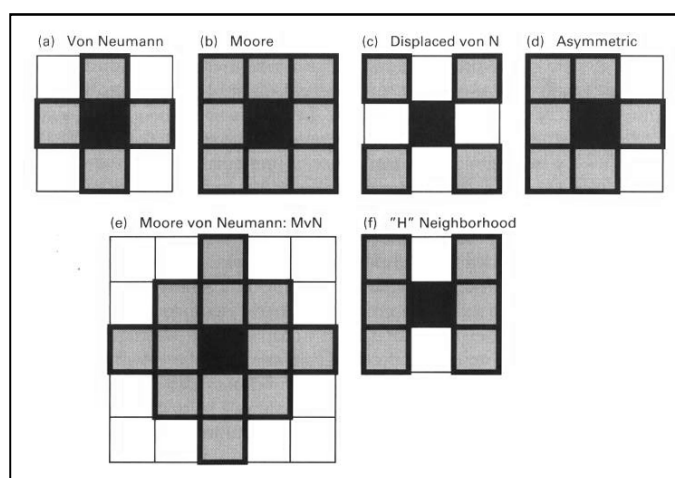 (a) Von Neumann
(b) Moore
(c) Displaced von N
(d) Asymmetric
(e) Moore von Neumann: MvN
(f) "H" Neighborhood